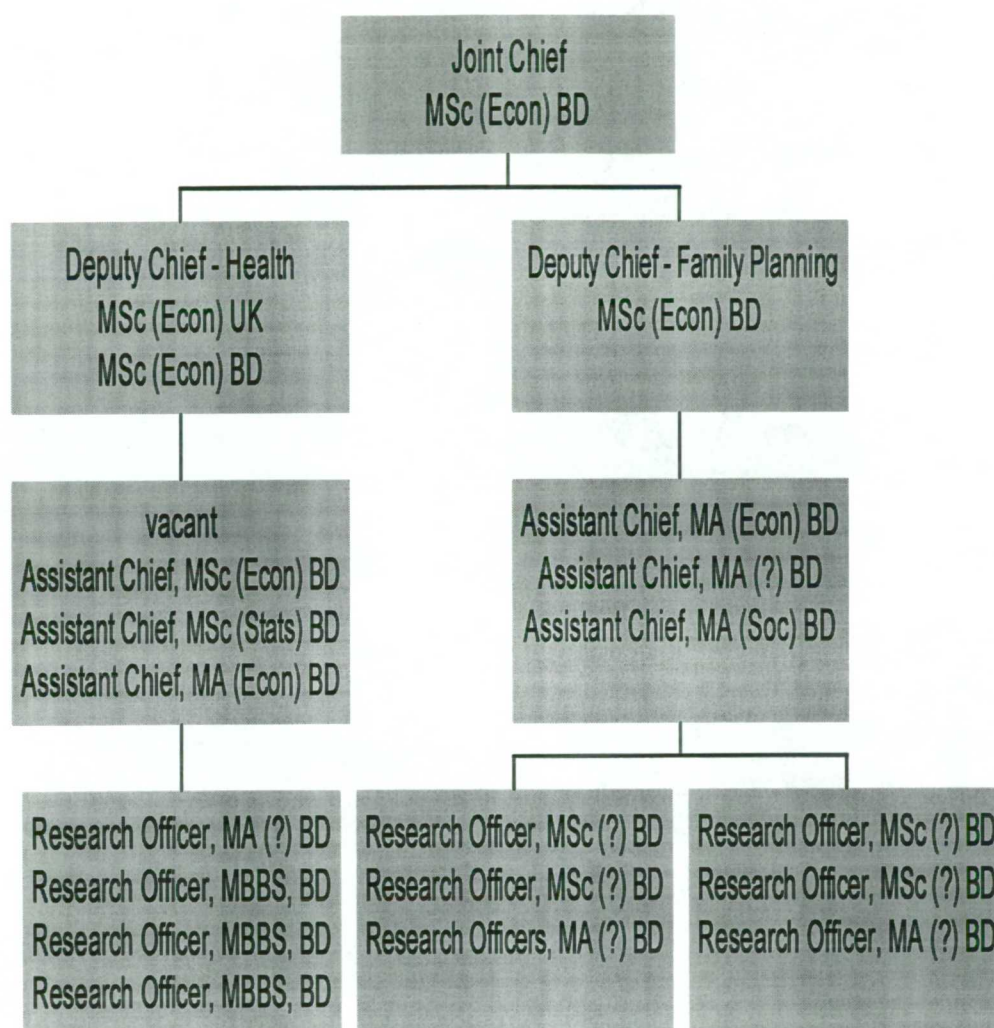 Joint Chief
MSc (Econ) BD
Deputy Chief - Health
MSc (Econ) UK
MSc (Econ) BD
Deputy Chief - Family Planning
MSc (Econ) BD
vacant
Assistant Chief, MSc (Econ) BD
Assistant Chief, MSc (Stats) BD
Assistant Chief, MA (Econ) BD
Assistant Chief, MA (Econ) BD
Assistant Chief, MA (?) BD
Assistant Chief, MA (Soc) BD
Research Officer, MA (?) BD
Research Officer, MBBS, BD
Research Officer, MBBS, BD
Research Officer, MBBS, BD
Research Officer, MSc (?) BD
Research Officer, MSc (?) BD
Research Officers, MA (?) BD
Research Officer, MSc (?) BD
Research Officer, MSc (?) BD
Research Officer, MA (?) BD